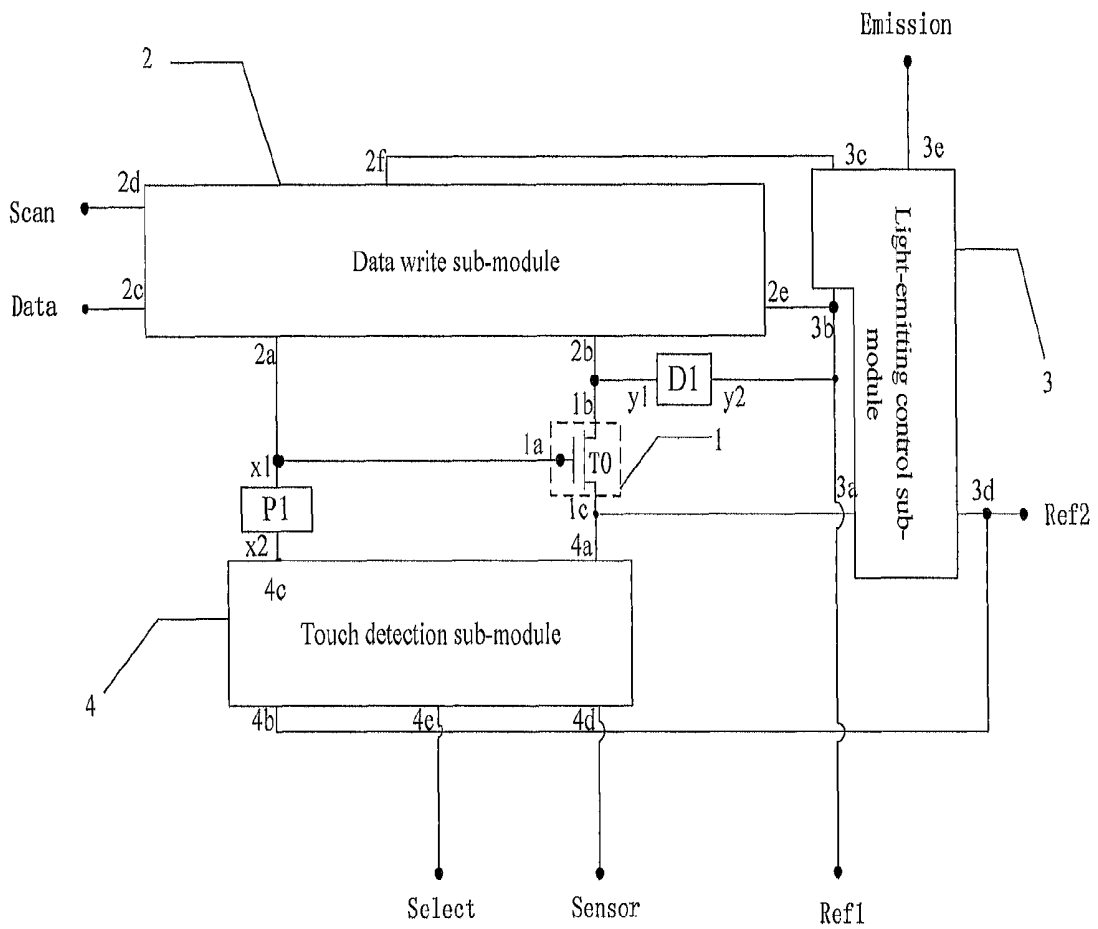 Emission
2
2f
3c
3e
2d
Scan
Data write sub-module
Light-emitting control sub-
module
2c
Data
2e
3b
3
2a
2b
D1
y1
y2
1b
1a
T0
1
x1
P1
1c
3a
3d
Ref2
x2
4a
4c
Touch detection sub-module
4
4b
4e
4d
Select
Sensor
Ref1